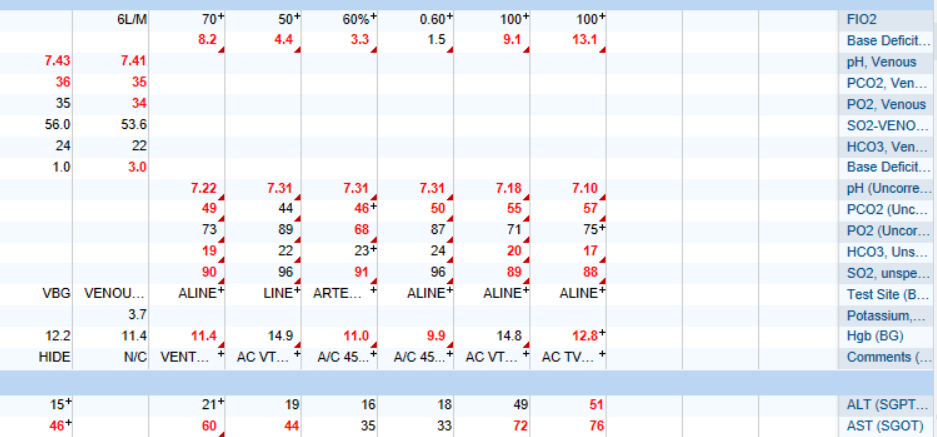 6L/M 70+ 50+ 60%+ 0.60+ 100+ 100+ FIO2
8.2 4.4 3.3 1.5 9.1 13.1 Base Deficit...
7.43 7.41 pH, Venous
36 35 PCO2, Ven...
35 34 PO2, Venous
56.0 53.6 SO2-VENO...
24 22 HCO3, Ven...
1.0 3.0 Base Deficit...
7.22 7.31 7.31 7.31 7.18 7.10 pH (Uncorre...
49 44 46+ 50 55 57 PCO2 (Unc...
73 89 68 87 71 75+ PO2 (Uncor...
19 22 23+ 24 20 17 HCO3, Uns...
90 96 91 96 89 88 SO2, unspe...
VBG VENOU... ALINE+ LINE+ ARTE... + ALINE+ ALINE+ ALINE+ Test Site (B...
3.7 Potassium,...
12.2 11.4 11.4 14.9 11.0 9.9 14.8 12.8+ Hgb (BG)
HIDE N/C VENT... + AC VT... + A/C 45...+ A/C 45...+ AC VT... + AC TV... + Comments (...
15+ 21+ 19 16 18 49 51 ALT (SGPT...
46+ 60 44 35 33 72 76 AST (SGOT)